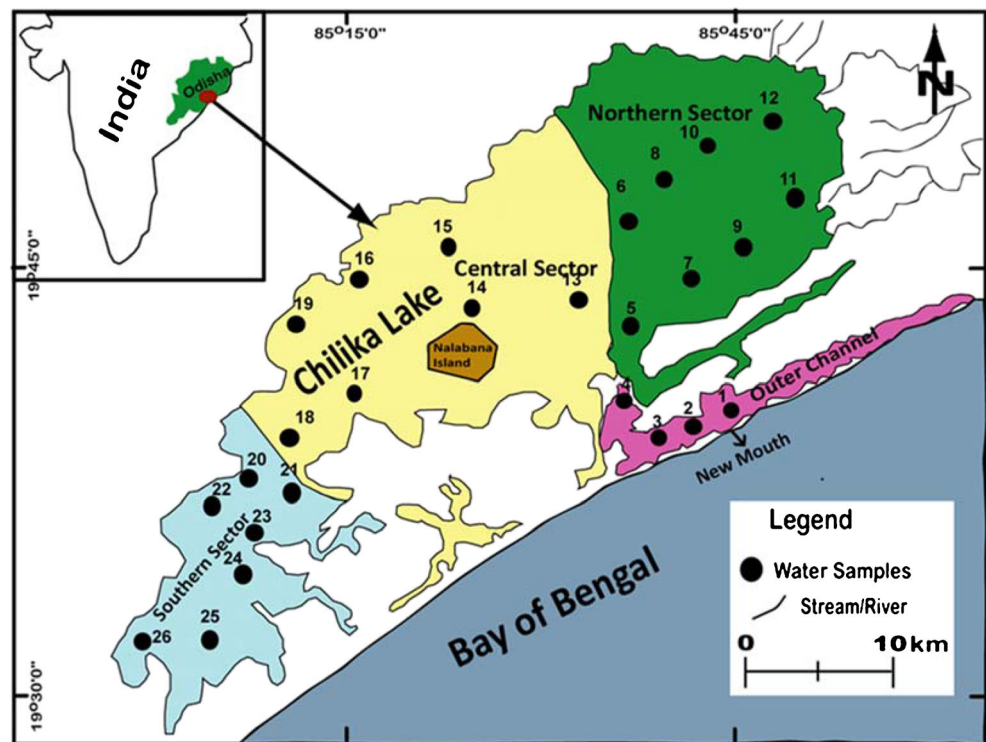 85°15'0"
85°45'0"
India
Odisha
N
Northern Sector
12
10
8
11
6
9
7
5
15
16
Central Sector
13
14
19
Chilika Lake
Nalabana
Island
17
18
Outer Channel
4
3
2
1
New Mouth
20
21
22
23
Southern Sector
24
25
26
Bay of Bengal
19°45'0"
19°30'0"
Legend
Water Samples
Stream/River
0
10 km